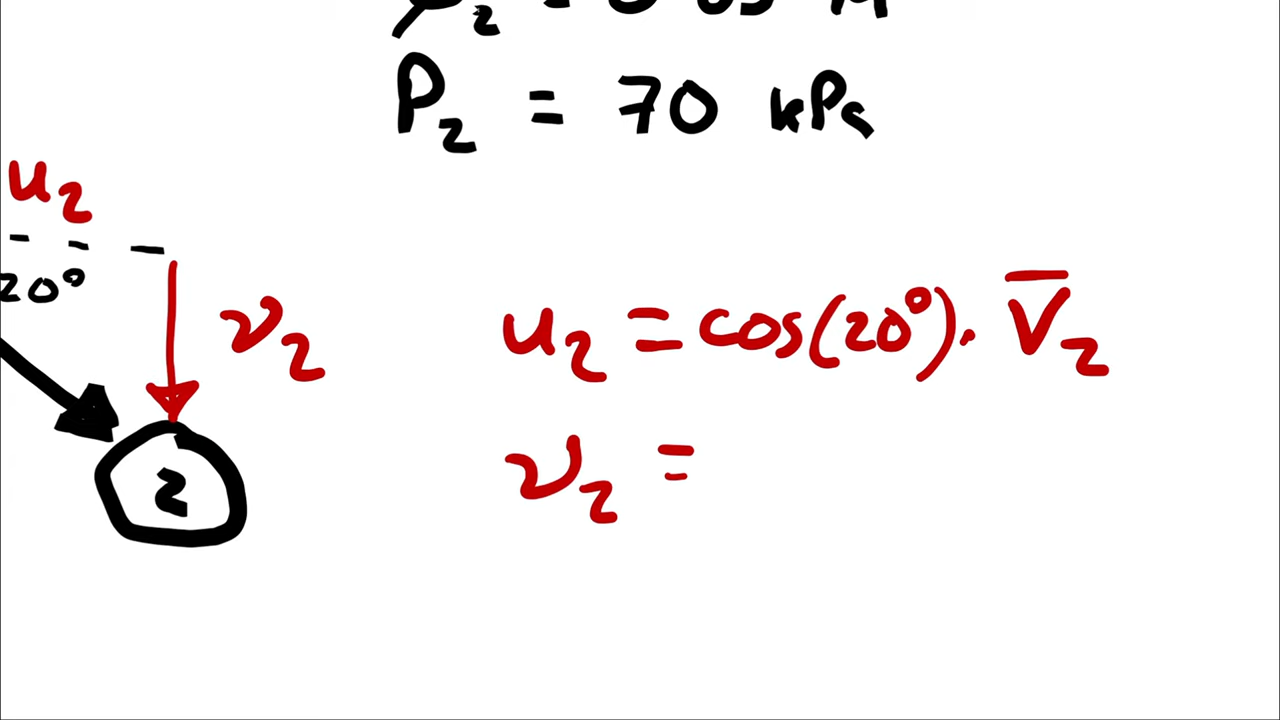 P₂ = 70 kPa
u₂
20°
v₂
u₂ = cos(20°) · V̅₂
v₂ =
2